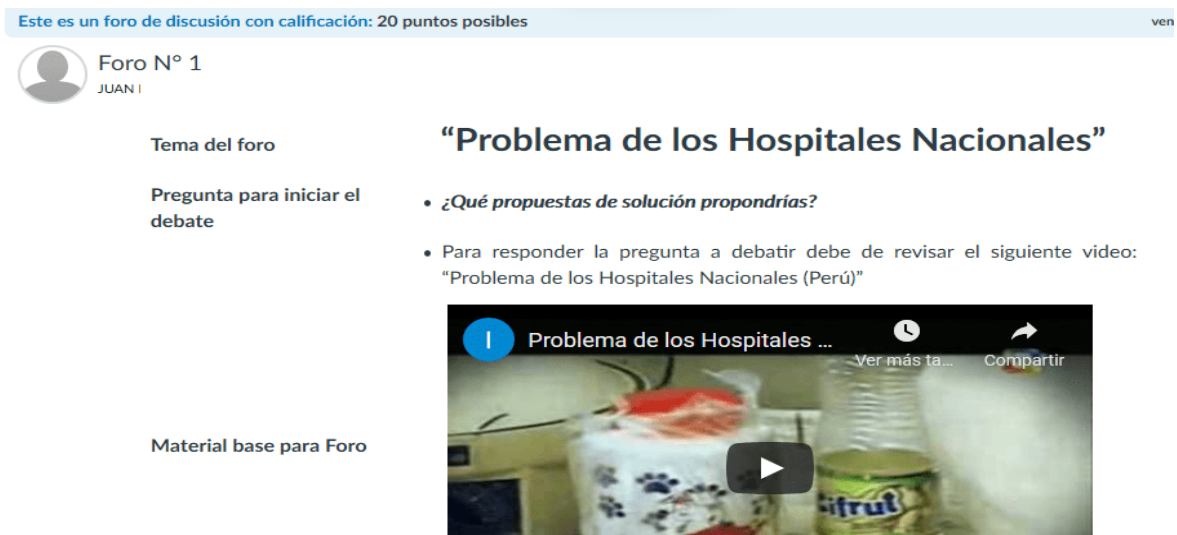 Este es un foro de discusión con calificación: 20 puntos posibles
ven
Foro N° 1
JUAN
Tema del foro
“Problema de los Hospitales Nacionales”
Pregunta para iniciar el
debate
• ¿Qué propuestas de solución propondrías?
• Para responder la pregunta a debatir debe de revisar el siguiente video:
“Problema de los Hospitales Nacionales (Perú)”
I
Problema de los Hospitales ...
Ver más ta...
Compartir
Material base para Foro
ifrut